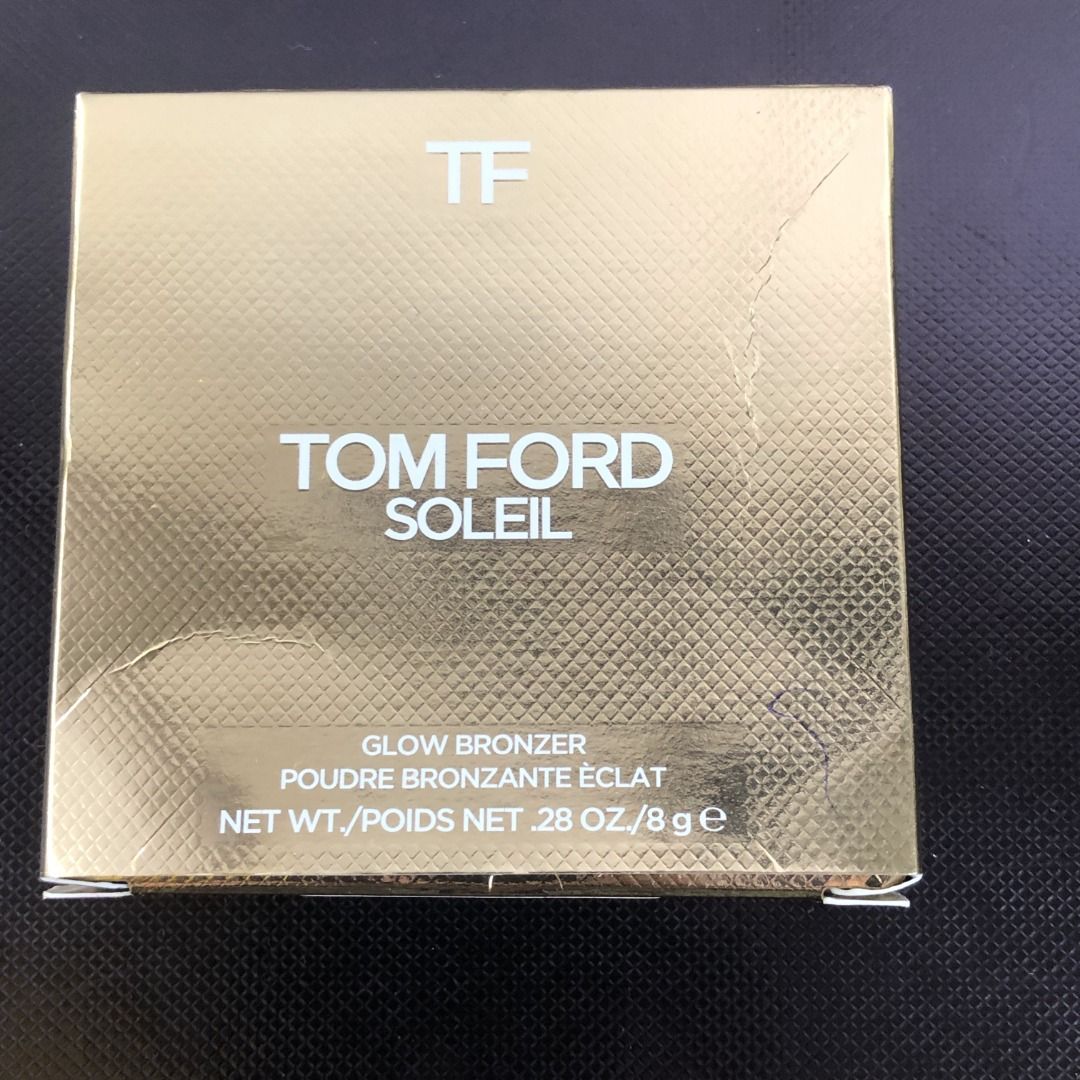 TF
TOM FORD
SOLEIL
GLOW BRONZER
POUDRE BRONZANTE ÈCLAT
NET WT./POIDS NET .28 OZ./8 g ℮